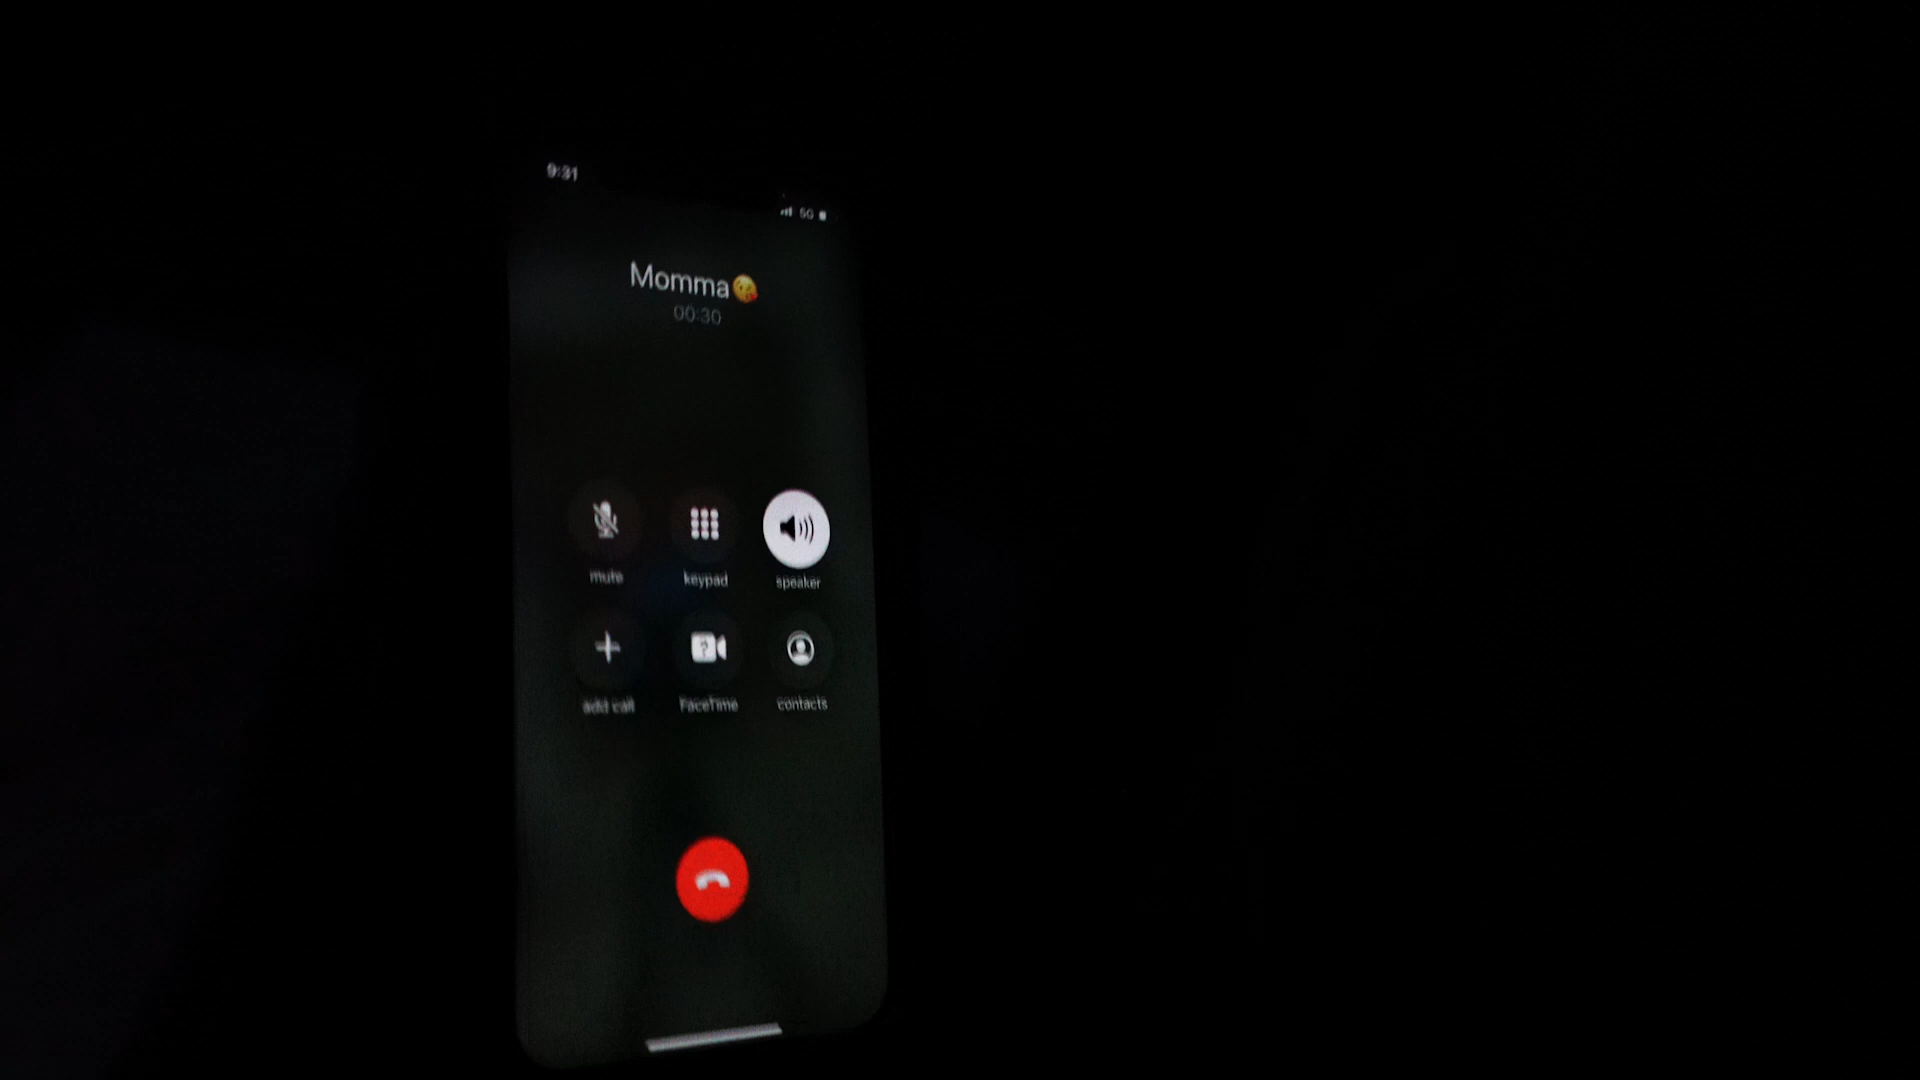 9:31
5G
Momma😘
00:30
mute
keypad
speaker
add call
FaceTime
contacts